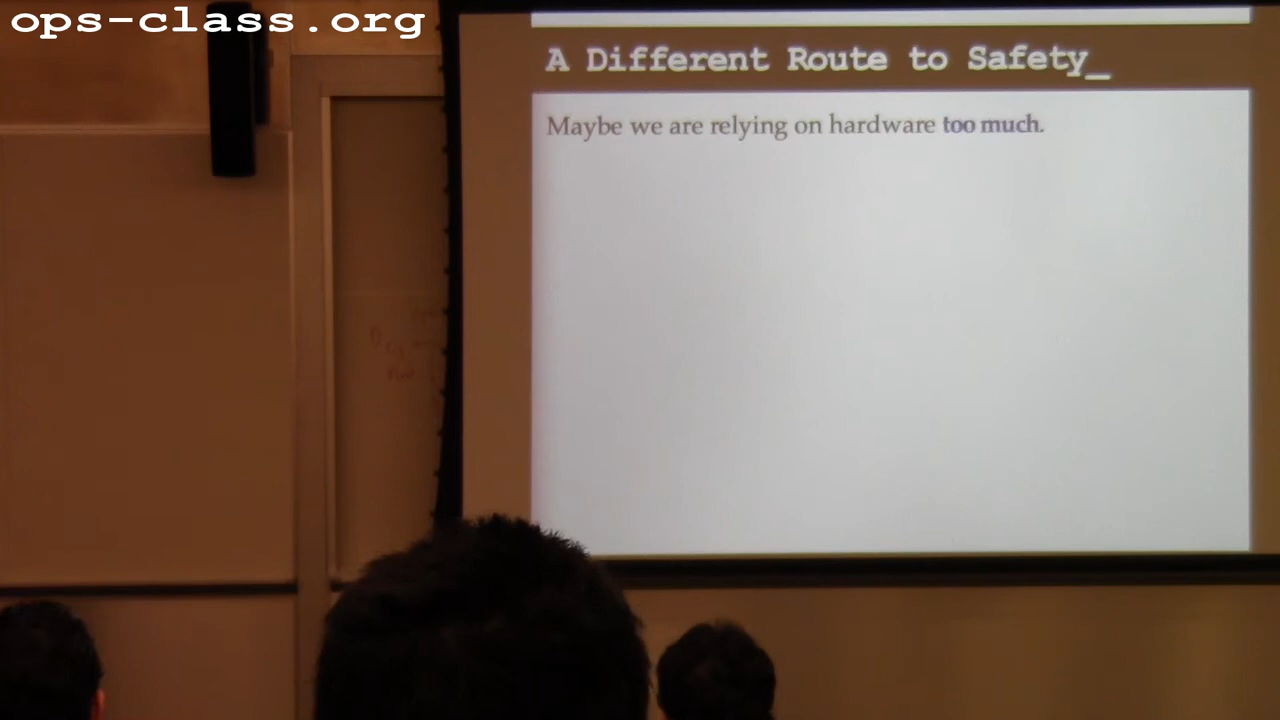 ops-class.org
A Different Route to Safety_
Maybe we are relying on hardware too much.